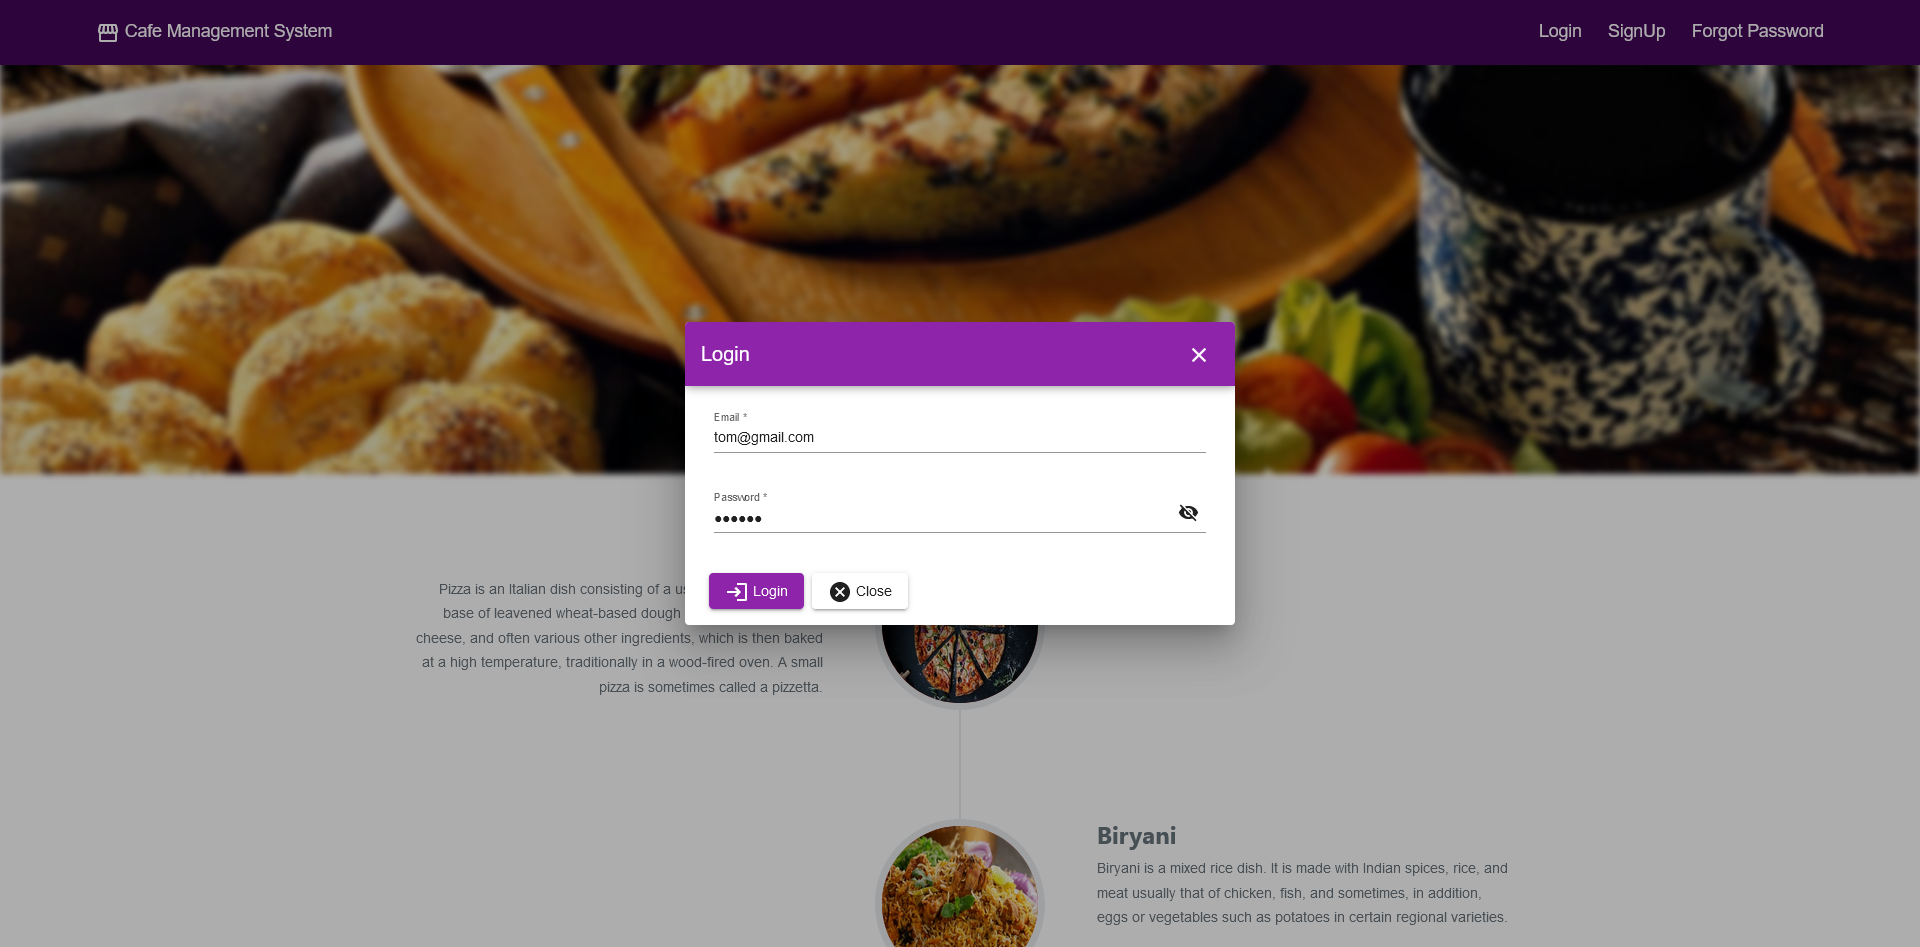 Cafe Management System
Login
SignUp
Forgot Password
Login
Email *
tom@gmail.com
Password *
••••••
Login
Close
Pizza is an Italian dish consisting of a
base of leavened wheat-based dough
cheese, and often various other ingredients, which is then baked
at a high temperature, traditionally in a wood-fired oven. A small
pizza is sometimes called a pizzetta.
Biryani
Biryani is a mixed rice dish. It is made with Indian spices, rice, and
meat usually that of chicken, fish, and sometimes, in addition,
eggs or vegetables such as potatoes in certain regional varieties.